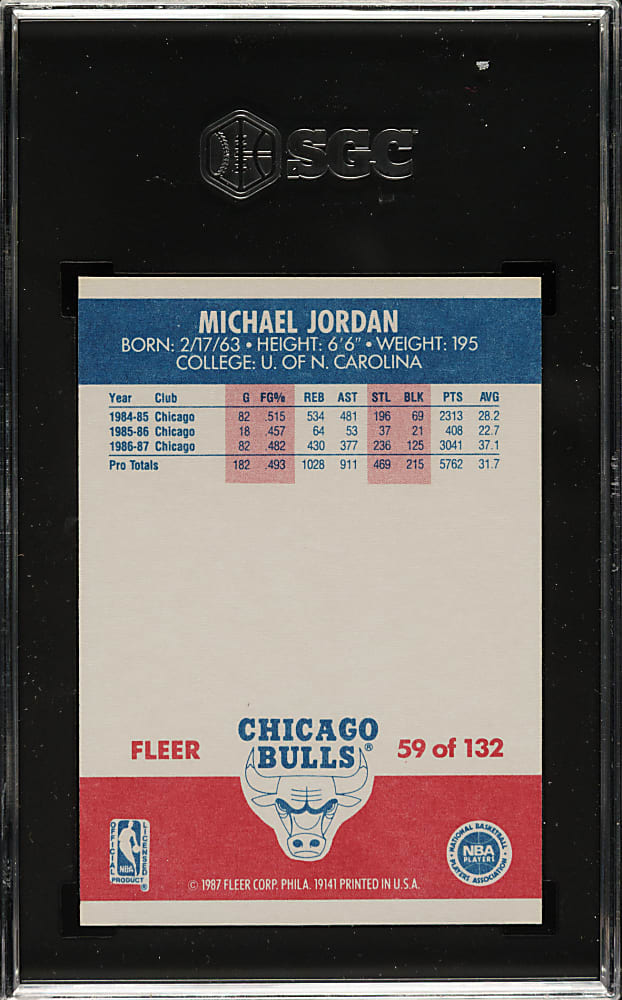 SGC
MICHAEL JORDAN
BORN: 2/17/63 • HEIGHT: 6'6" • WEIGHT: 195
COLLEGE: U. OF N. CAROLINA
Year Club G FG% REB AST STL BLK PTS AVG
1984-85 Chicago 82 .515 534 481 196 69 2313 28.2
1985-86 Chicago 18 .457 64 53 37 21 408 22.7
1986-87 Chicago 82 .482 430 377 236 125 3041 37.1
Pro Totals 182 .493 1028 911 469 215 5762 31.7
CHICAGO
BULLS®
FLEER
59 of 132
OFFICIAL LICENSED
NBA
PRODUCT ®
NATIONAL BASKETBALL
NBA
PLAYERS
PLAYERS ASSOCIATION
© 1987 FLEER CORP. PHILA. 19141 PRINTED IN U.S.A.